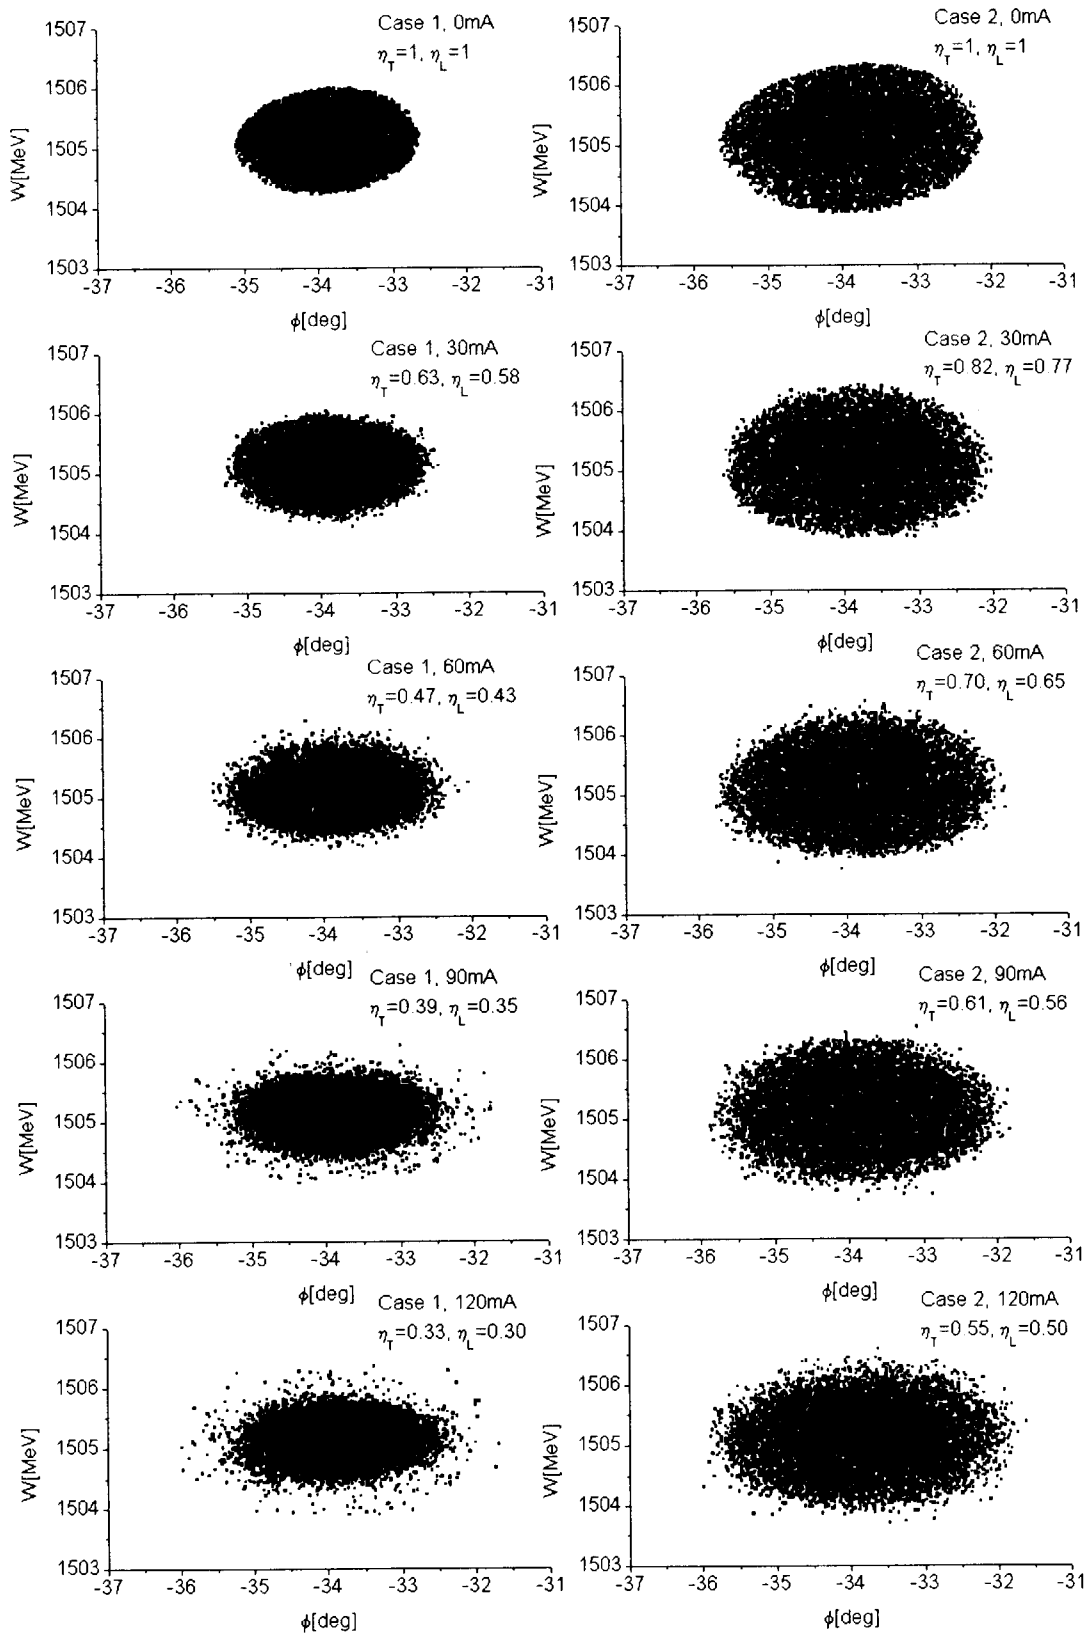 Case 1, 0mA
η_T=1, η_L=1
1507
1506
1505
1504
1503
W[MeV]
-37 -36 -35 -34 -33 -32 -31
ϕ[deg]
Case 2, 0mA
η_T=1, η_L=1
1507
1506
1505
1504
1503
W[MeV]
-37 -36 -35 -34 -33 -32 -31
ϕ[deg]
Case 1, 30mA
η_T=0.63, η_L=0.58
1507
1506
1505
1504
1503
W[MeV]
-37 -36 -35 -34 -33 -32 -31
ϕ[deg]
Case 2, 30mA
η_T=0.82, η_L=0.77
1507
1506
1505
1504
1503
W[MeV]
-37 -36 -35 -34 -33 -32 -31
ϕ[deg]
Case 1, 60mA
η_T=0.47, η_L=0.43
1507
1506
1505
1504
1503
W[MeV]
-37 -36 -35 -34 -33 -32 -31
ϕ[deg]
Case 2, 60mA
η_T=0.70, η_L=0.65
1507
1506
1505
1504
1503
W[MeV]
-37 -36 -35 -34 -33 -32 -31
ϕ[deg]
Case 1, 90mA
η_T=0.39, η_L=0.35
1507
1506
1505
1504
1503
W[MeV]
-37 -36 -35 -34 -33 -32 -31
ϕ[deg]
Case 2, 90mA
η_T=0.61, η_L=0.56
1507
1506
1505
1504
1503
W[MeV]
-37 -36 -35 -34 -33 -32 -31
ϕ[deg]
Case 1, 120mA
η_T=0.33, η_L=0.30
1507
1506
1505
1504
1503
W[MeV]
-37 -36 -35 -34 -33 -32 -31
ϕ[deg]
Case 2, 120mA
η_T=0.55, η_L=0.50
1507
1506
1505
1504
1503
W[MeV]
-37 -36 -35 -34 -33 -32 -31
ϕ[deg]